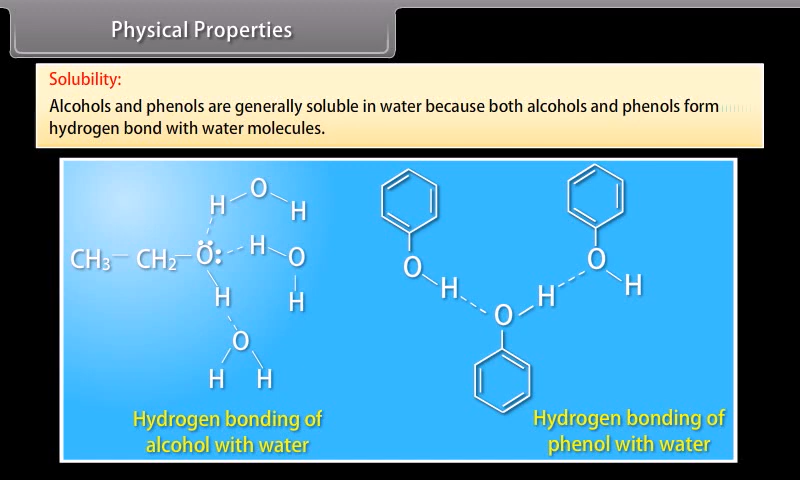 Physical Properties
Solubility:
Alcohols and phenols are generally soluble in water because both alcohols and phenols form
hydrogen bond with water molecules.
H O H
CH3 CH2 O H O
H H
O
H H
Hydrogen bonding of
alcohol with water
O H O H O H
Hydrogen bonding of
phenol with water